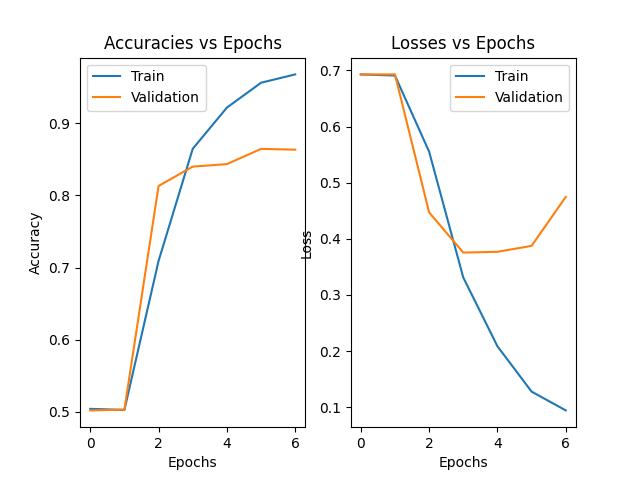 Accuracies vs Epochs
Train
Validation
Accuracy
0.9
0.8
0.7
0.6
0.5
0 2 4 6
Epochs
Losses vs Epochs
Train
Validation
Loss
0.7
0.6
0.5
0.4
0.3
0.2
0.1
0 2 4 6
Epochs